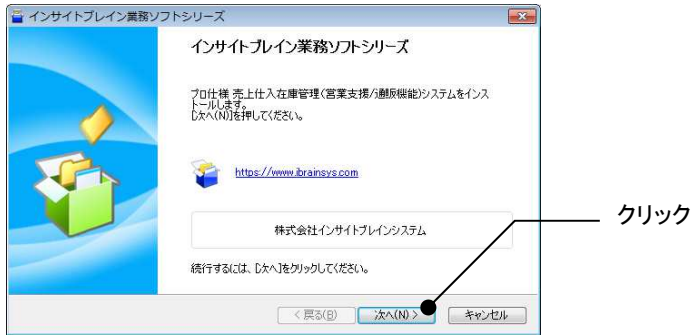 インサイトブレイン業務ソフトシリーズ
インサイトブレイン業務ソフトシリーズ
プロ仕様 売上仕入在庫管理(営業支援/通販機能)システムをインス
トールします。
[次へ(N)]を押してください。
https://www.ibrainsys.com
クリック
株式会社インサイトブレインシステム
続行するには、[次へ]をクリックしてください。
< 戻る(B)
次へ(N) >
キャンセル